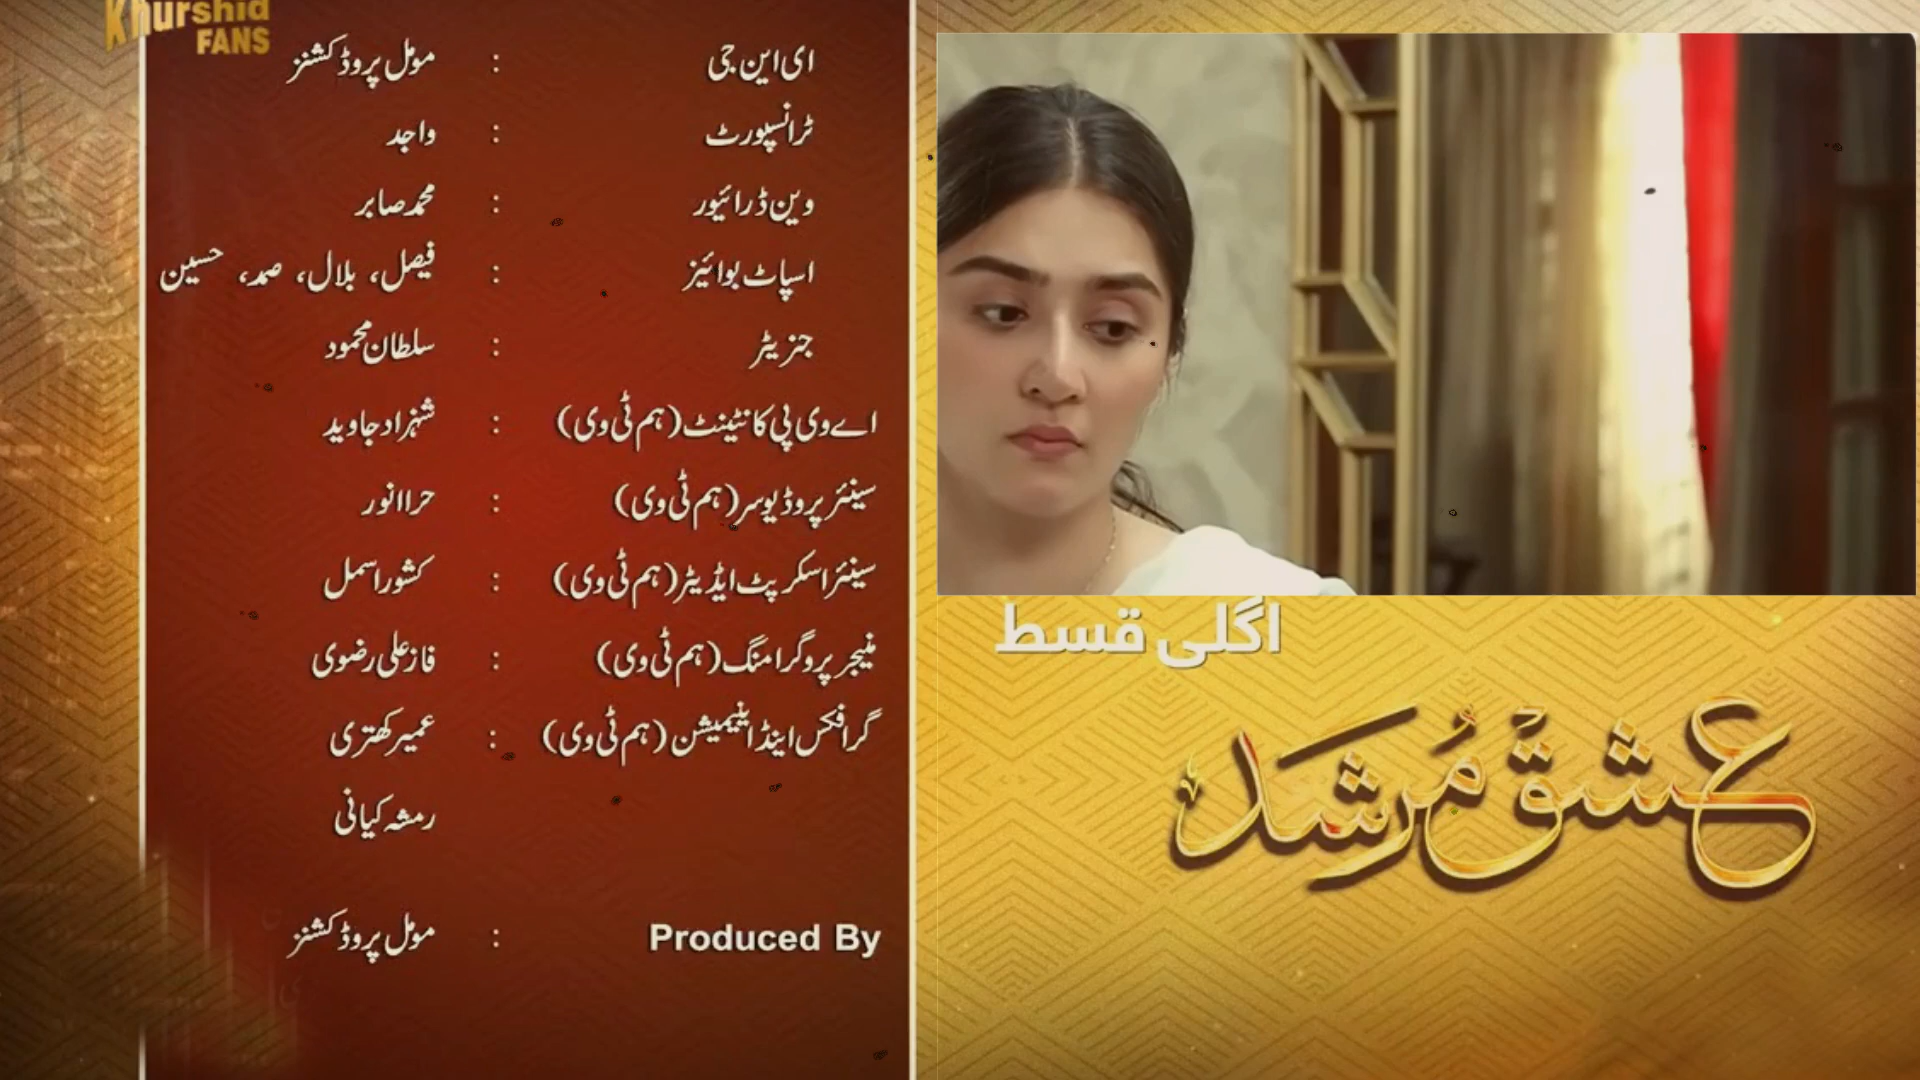 Khurshid
FANS
ای این جی : مومل پروڈکشنز
ٹرانسپورٹ : واجد
وین ڈرائیور : محمد صابر
اسپاٹ بوائیز : فیصل، بلال، صمد، حسین
جنریٹر : سلطان محمود
اے وی پی کانٹینٹ (ہم ٹی وی) : شہزاد جاوید
سینئر پروڈیوسر (ہم ٹی وی) : حرا انور
سینئر اسکرپٹ ایڈیٹر (ہم ٹی وی) : کشور اسمل
منیجر پروگرامنگ (ہم ٹی وی) : فائز علی رضوی
گرافکس اینڈ اینیمیشن (ہم ٹی وی) : عمیر کھتری
رمشہ کیانی
Produced By : مومل پروڈکشنز
اگلی قسط
عشق مُرشد